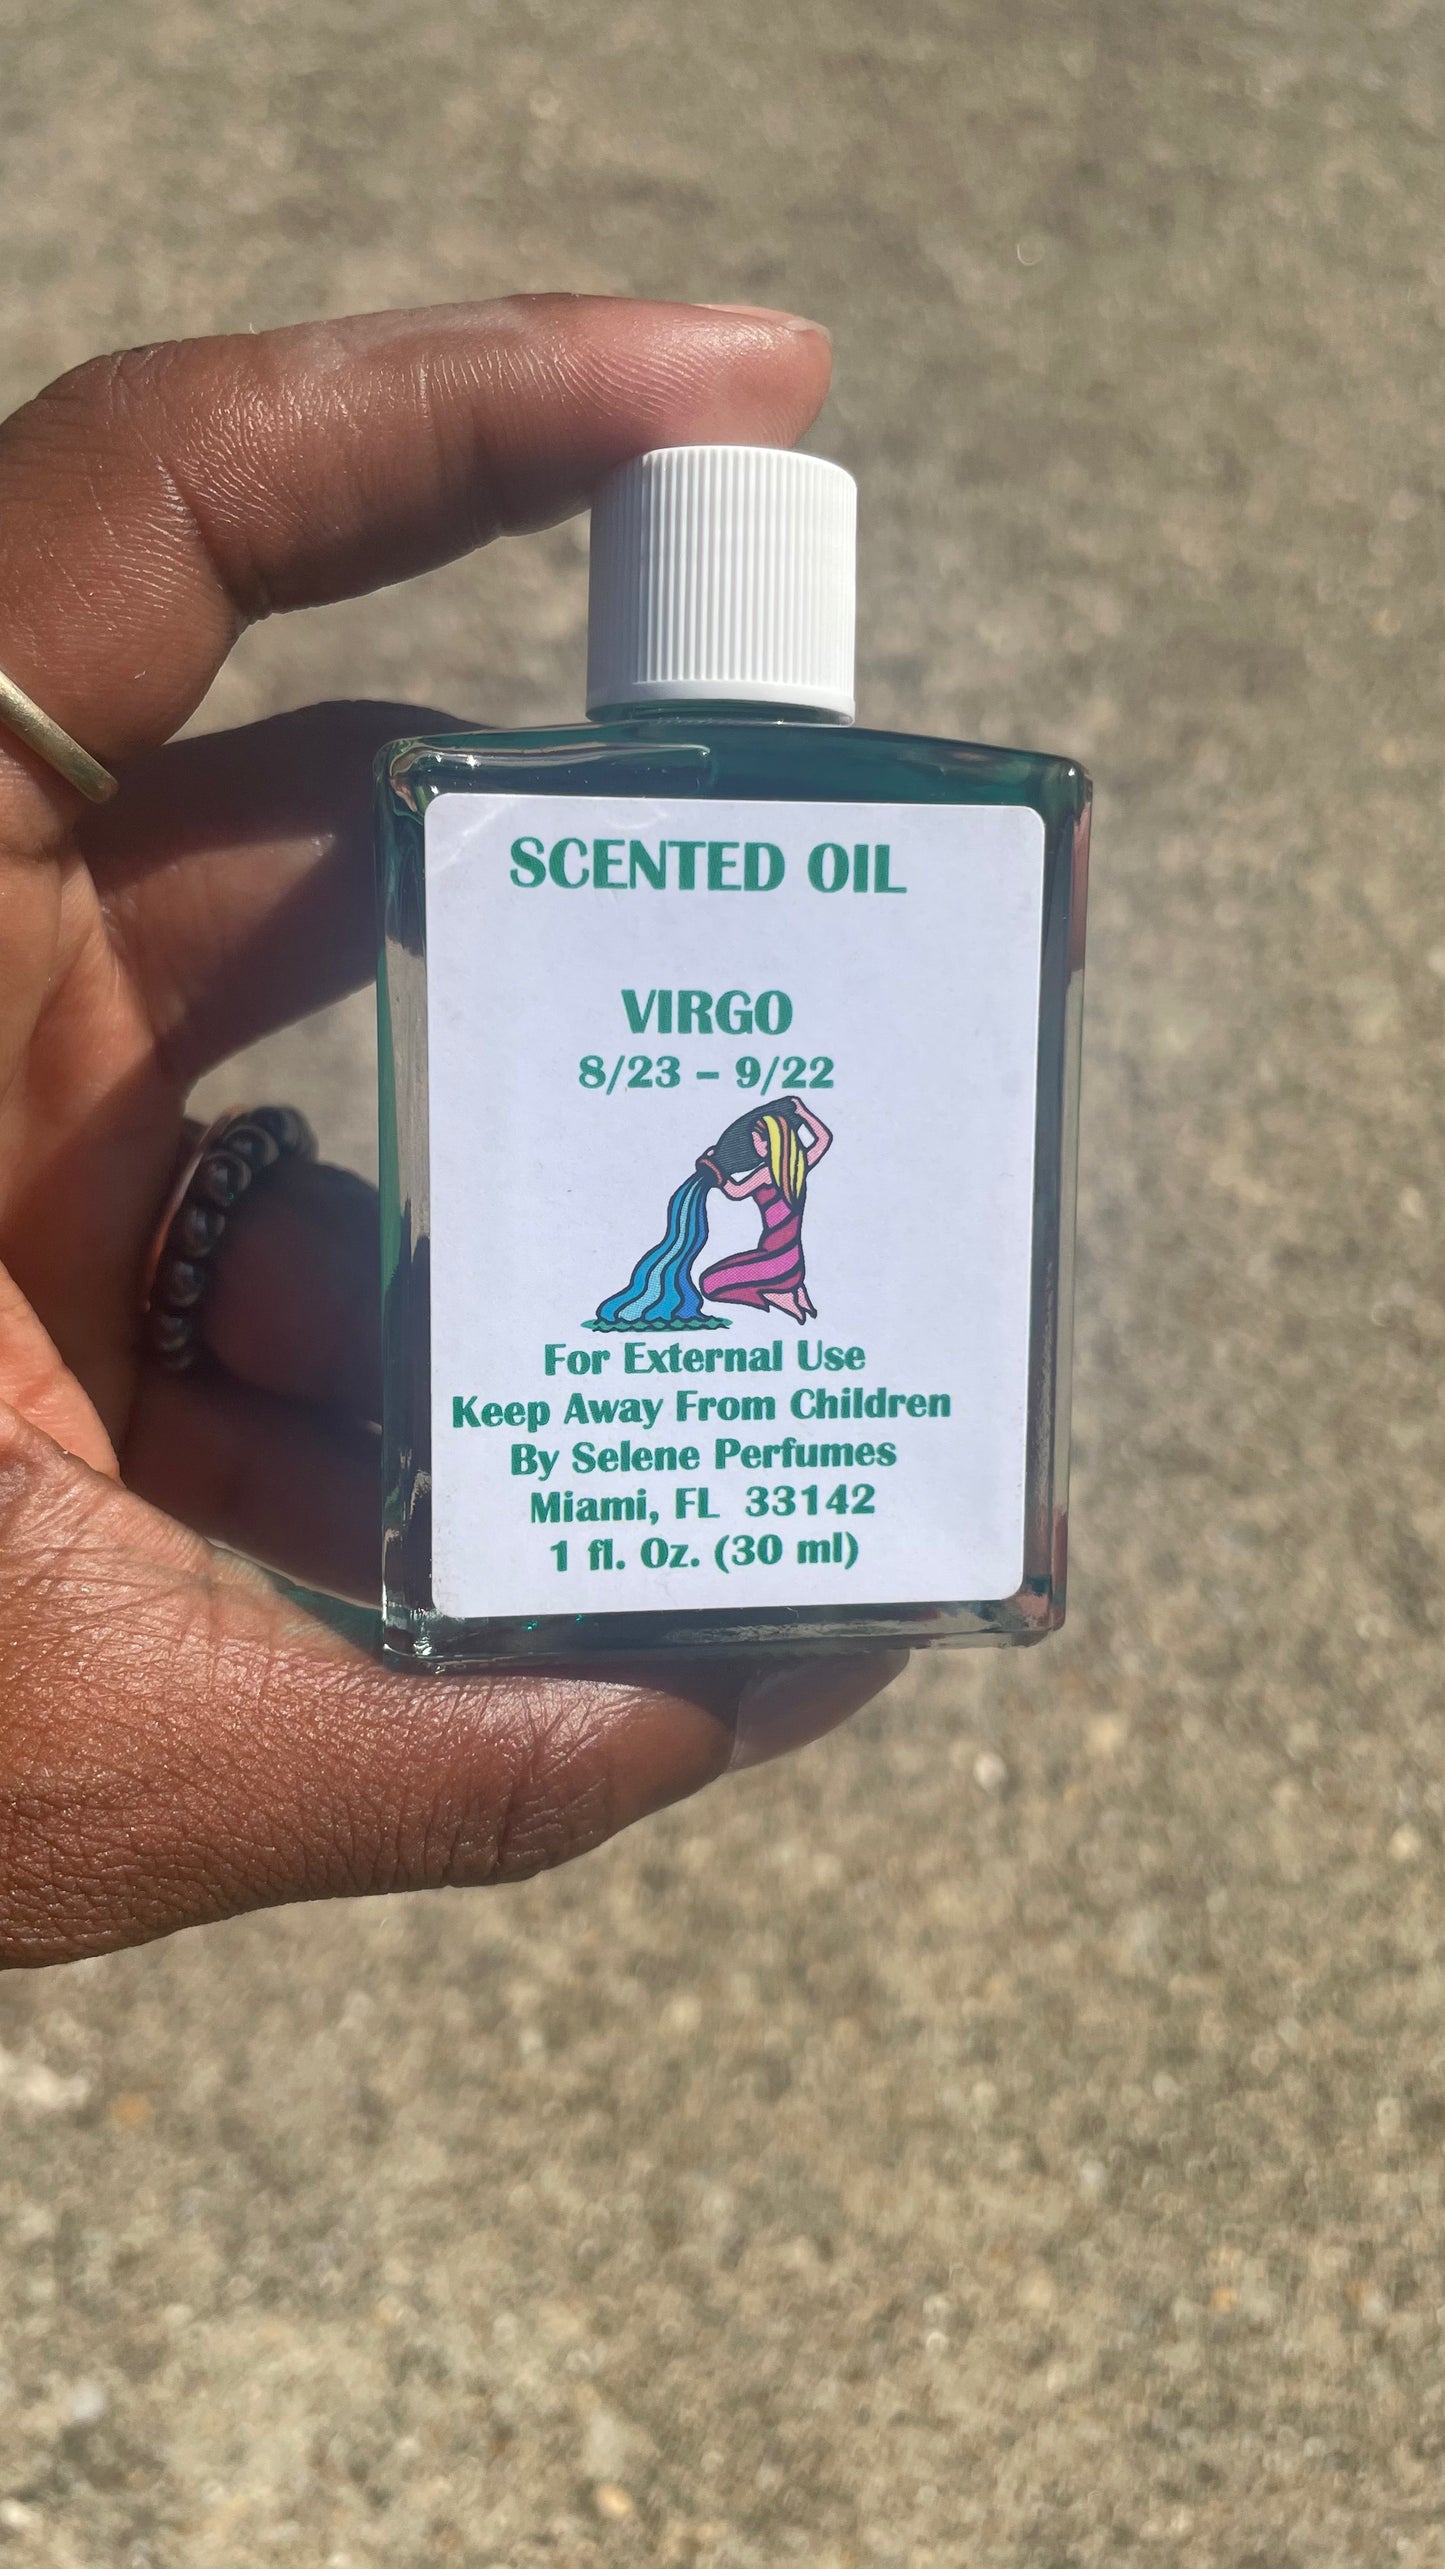 SCENTED OIL
VIRGO
8/23 – 9/22
For External Use
Keep Away From Children
By Selene Perfumes
Miami, FL 33142
1 fl. Oz. (30 ml)